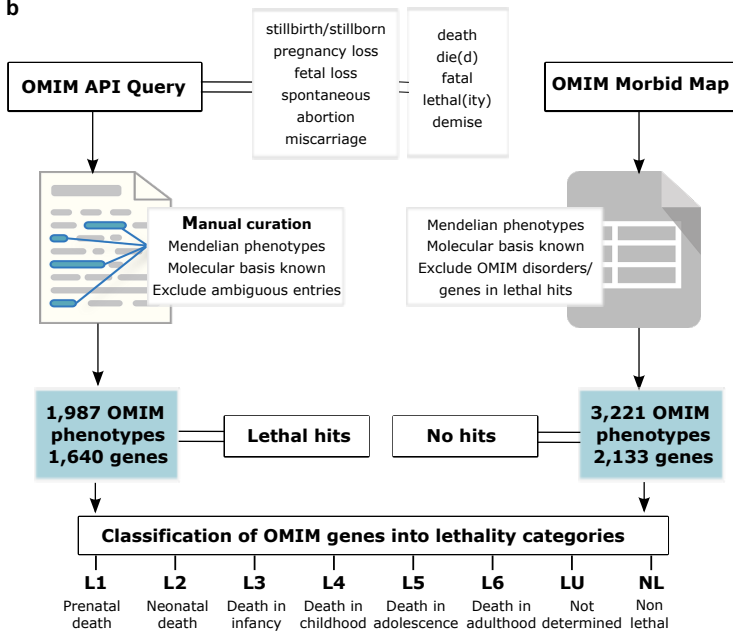 b
OMIM API Query
stillbirth/stillborn
pregnancy loss
fetal loss
spontaneous
abortion
miscarriage
death
die(d)
fatal
lethal(ity)
demise
OMIM Morbid Map
Manual curation
Mendelian phenotypes
Molecular basis known
Exclude ambiguous entries
Mendelian phenotypes
Molecular basis known
Exclude OMIM disorders/
genes in lethal hits
1,987 OMIM
phenotypes
1,640 genes
Lethal hits
No hits
3,221 OMIM
phenotypes
2,133 genes
Classification of OMIM genes into lethality categories
L1
Prenatal
death
L2
Neonatal
death
L3
Death in
infancy
L4
Death in
childhood
L5
Death in
adolescence
L6
Death in
adulthood
LU
Not
determined
NL
Non
lethal